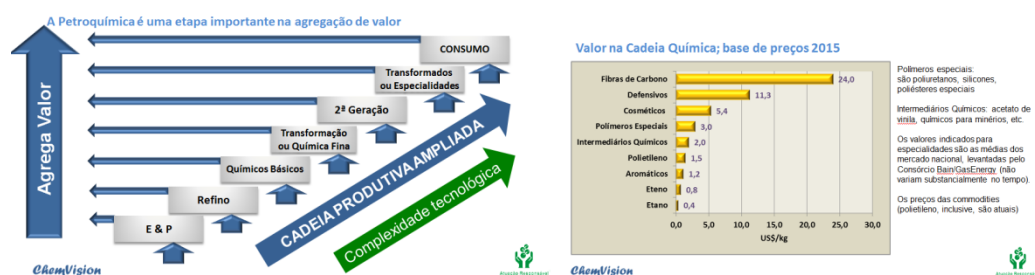 A Petroquímica é uma etapa importante na agregação de valor
Agrega Valor
CONSUMO
Transformados
ou Especialidades
2ª Geração
Transformação
ou Química Fina
Químicos Básicos
Refino
E & P
CADEIA PRODUTIVA AMPLIADA
Complexidade tecnológica
ChemVision
Atuação Responsável
Valor na Cadeia Química; base de preços 2015
Fibras de Carbono 24,0
Defensivos 11,3
Cosméticos 5,4
Polímeros Especiais 3,0
Intermediários Químicos 2,0
Polietileno 1,5
Aromáticos 1,2
Eteno 0,8
Etano 0,4
0,0 5,0 10,0 15,0 20,0 25,0 30,0
US$/kg
Polímeros especiais:
são poliuretanos, silicones,
poliésteres especiais
Intermediários Químicos: acetato de
vinila, químicos para minérios, etc.
Os valores indicados para
especialidades são as médias dos
mercado nacional, levantadas pelo
Consórcio Bain/GasEnergy (não
variam substancialmente no tempo).
Os preços das commodities
(polietileno, inclusive, são atuais)
ChemVision
Atuação Responsável